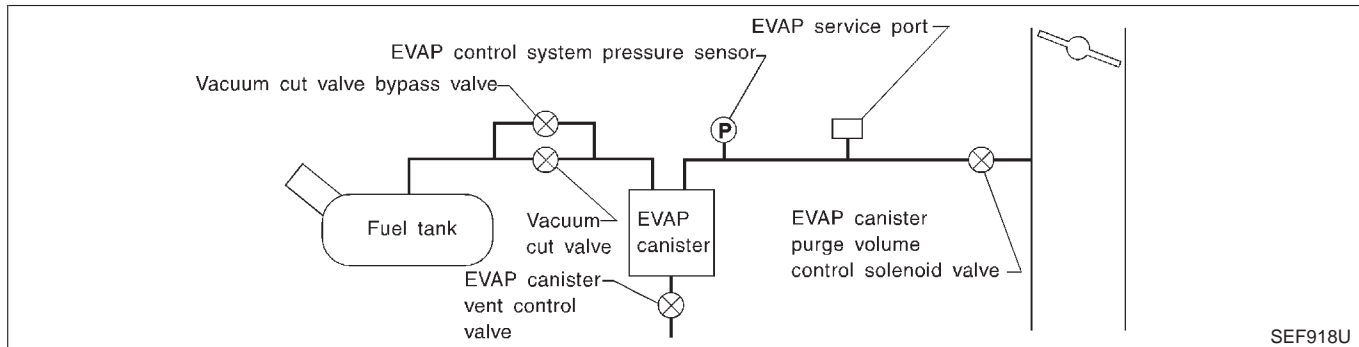 EVAP service port
EVAP control system pressure sensor
Vacuum cut valve bypass valve
P
Fuel tank
Vacuum
cut valve
EVAP
canister
EVAP canister
purge volume
control solenoid valve
EVAP canister
vent control
valve
SEF918U